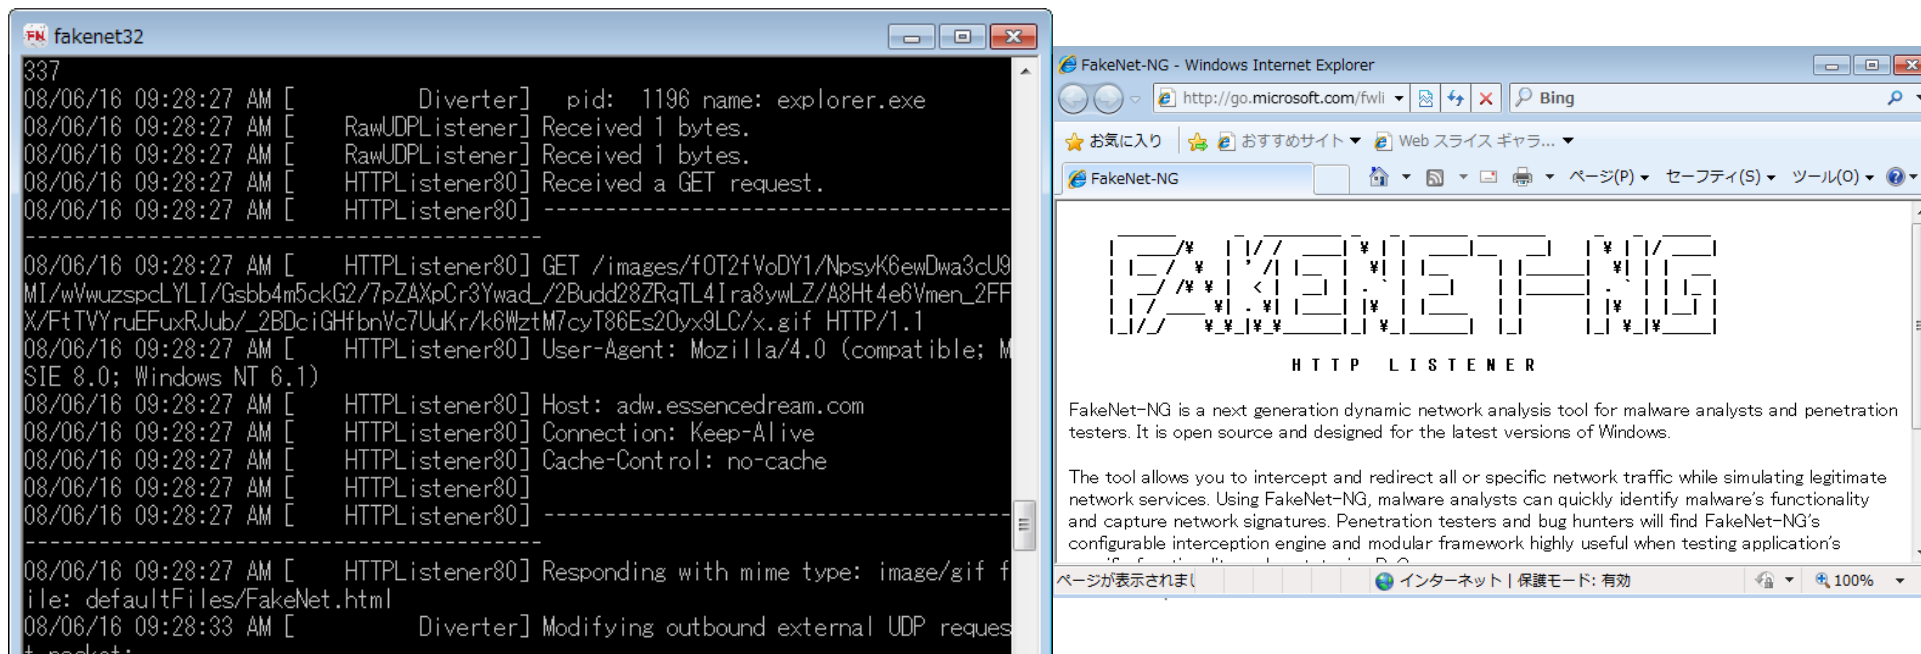 fakenet32
337
08/06/16 09:28:27 AM [ Diverter] pid: 1196 name: explorer.exe
08/06/16 09:28:27 AM [ RawUDPListener] Received 1 bytes.
08/06/16 09:28:27 AM [ RawUDPListener] Received 1 bytes.
08/06/16 09:28:27 AM [ HTTPListener80] Received a GET request.
08/06/16 09:28:27 AM [ HTTPListener80] --------------------------------------
------------------------------------------
08/06/16 09:28:27 AM [ HTTPListener80] GET /images/fOT2fVoDY1/NpsyK6ewDwa3cU9
MI/wVwuzspcLYLI/Gsbb4m5ckG2/7pZAXpCr3Ywad_/2Budd28ZRqTL4Ira8ywLZ/A8Ht4e6Vmen_2FF
X/FtTVYruEFuxRJub/_2BDciGHfbnVc7UuKr/k6WztM7cyT86Es2Oyx9LC/x.gif HTTP/1.1
08/06/16 09:28:27 AM [ HTTPListener80] User-Agent: Mozilla/4.0 (compatible; M
SIE 8.0; Windows NT 6.1)
08/06/16 09:28:27 AM [ HTTPListener80] Host: adw.essencedream.com
08/06/16 09:28:27 AM [ HTTPListener80] Connection: Keep-Alive
08/06/16 09:28:27 AM [ HTTPListener80] Cache-Control: no-cache
08/06/16 09:28:27 AM [ HTTPListener80]
08/06/16 09:28:27 AM [ HTTPListener80] --------------------------------------
------------------------------------------
08/06/16 09:28:27 AM [ HTTPListener80] Responding with mime type: image/gif f
ile: defaultFiles/FakeNet.html
08/06/16 09:28:33 AM [ Diverter] Modifying outbound external UDP reques
t packet:
FakeNet-NG - Windows Internet Explorer
http://go.microsoft.com/fwli
Bing
お気に入り おすすめサイト Web スライス ギャラ...
FakeNet-NG
ページ(P) セーフティ(S) ツール(O)
FAKENET-NG
HTTP LISTENER
FakeNet-NG is a next generation dynamic network analysis tool for malware analysts and penetration
testers. It is open source and designed for the latest versions of Windows.
The tool allows you to intercept and redirect all or specific network traffic while simulating legitimate
network services. Using FakeNet-NG, malware analysts can quickly identify malware's functionality
and capture network signatures. Penetration testers and bug hunters will find FakeNet-NG's
configurable interception engine and modular framework highly useful when testing application's
ページが表示されまし
インターネット | 保護モード: 有効
100%